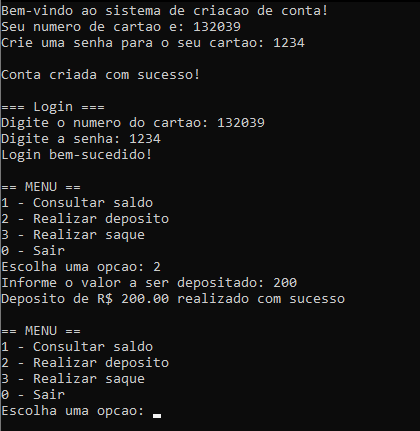 Bem-vindo ao sistema de criacao de conta!
Seu numero de cartao e: 132039
Crie uma senha para o seu cartao: 1234
Conta criada com sucesso!
=== Login ===
Digite o numero do cartao: 132039
Digite a senha: 1234
Login bem-sucedido!
== MENU ==
1 - Consultar saldo
2 - Realizar deposito
3 - Realizar saque
0 - Sair
Escolha uma opcao: 2
Informe o valor a ser depositado: 200
Deposito de R$ 200.00 realizado com sucesso
== MENU ==
1 - Consultar saldo
2 - Realizar deposito
3 - Realizar saque
0 - Sair
Escolha uma opcao: